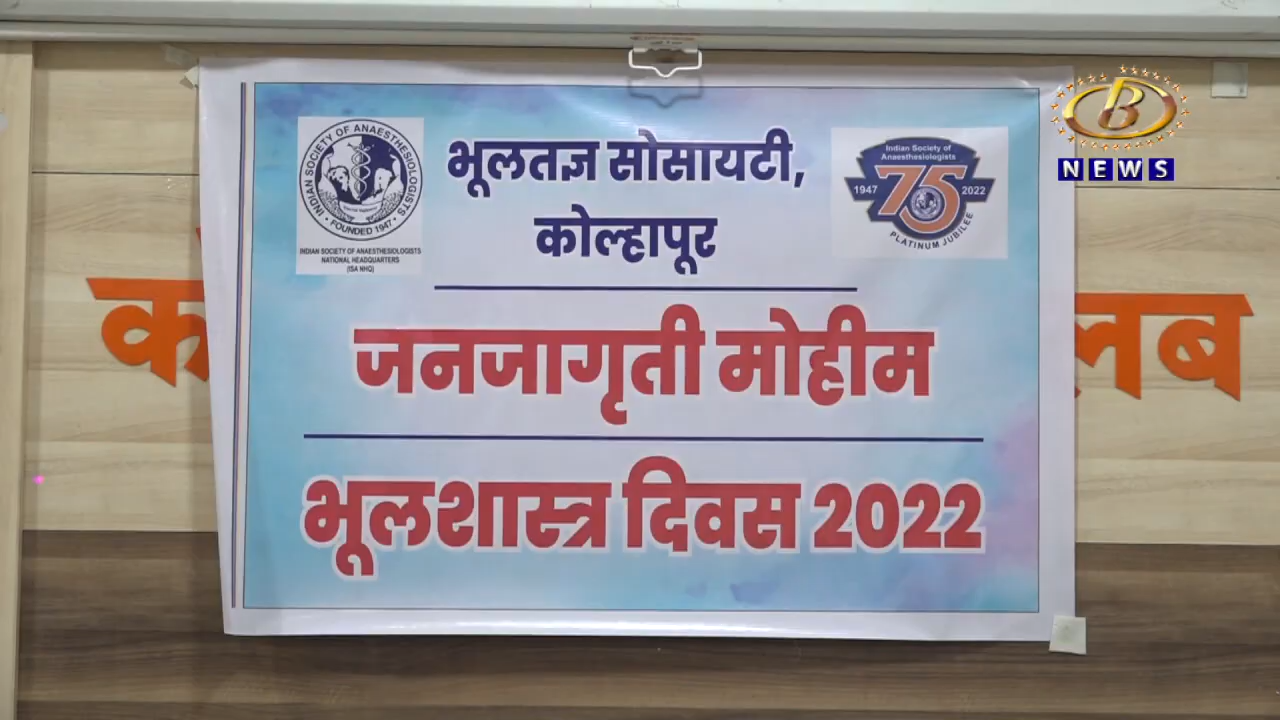 भूलतज्ञ सोसायटी,
कोल्हापूर
जनजागृती मोहीम
भूलशास्त्र दिवस 2022
INDIAN SOCIETY OF ANAESTHESIOLOGISTS
FOUNDED 1947
INDIAN SOCIETY OF ANAESTHESIOLOGISTS
NATIONAL HEADQUARTERS
(ISA NHQ)
Indian Society of
Anaesthesiologists
1947 75 2022
PLATINUM JUBILEE
B
NEWS
क
लब